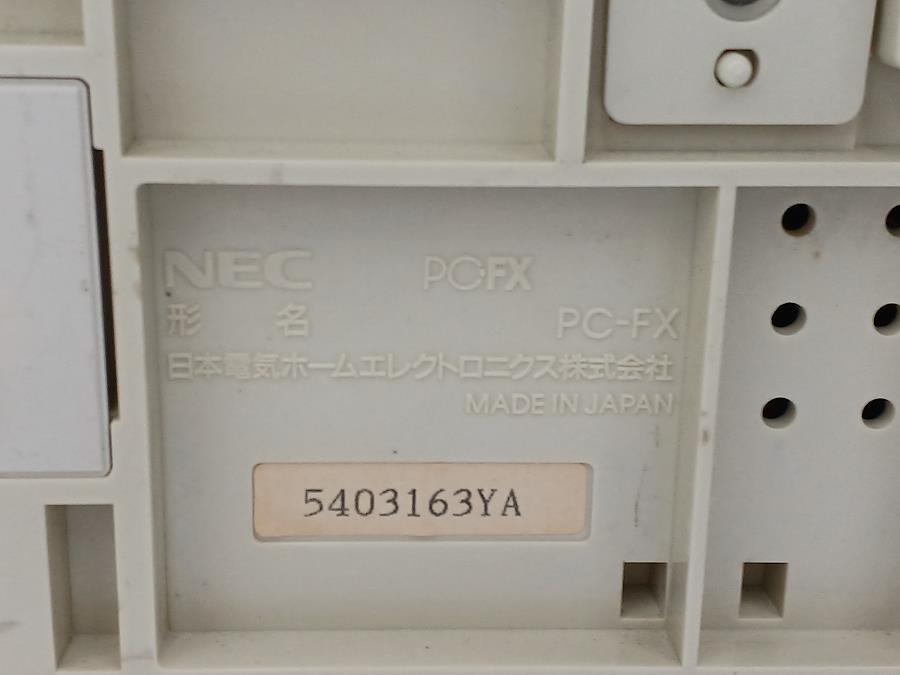 NEC PC-FX
形 名 PC-FX
日本電気ホームエレクトロニクス株式会社
MADE IN JAPAN
5403163YA